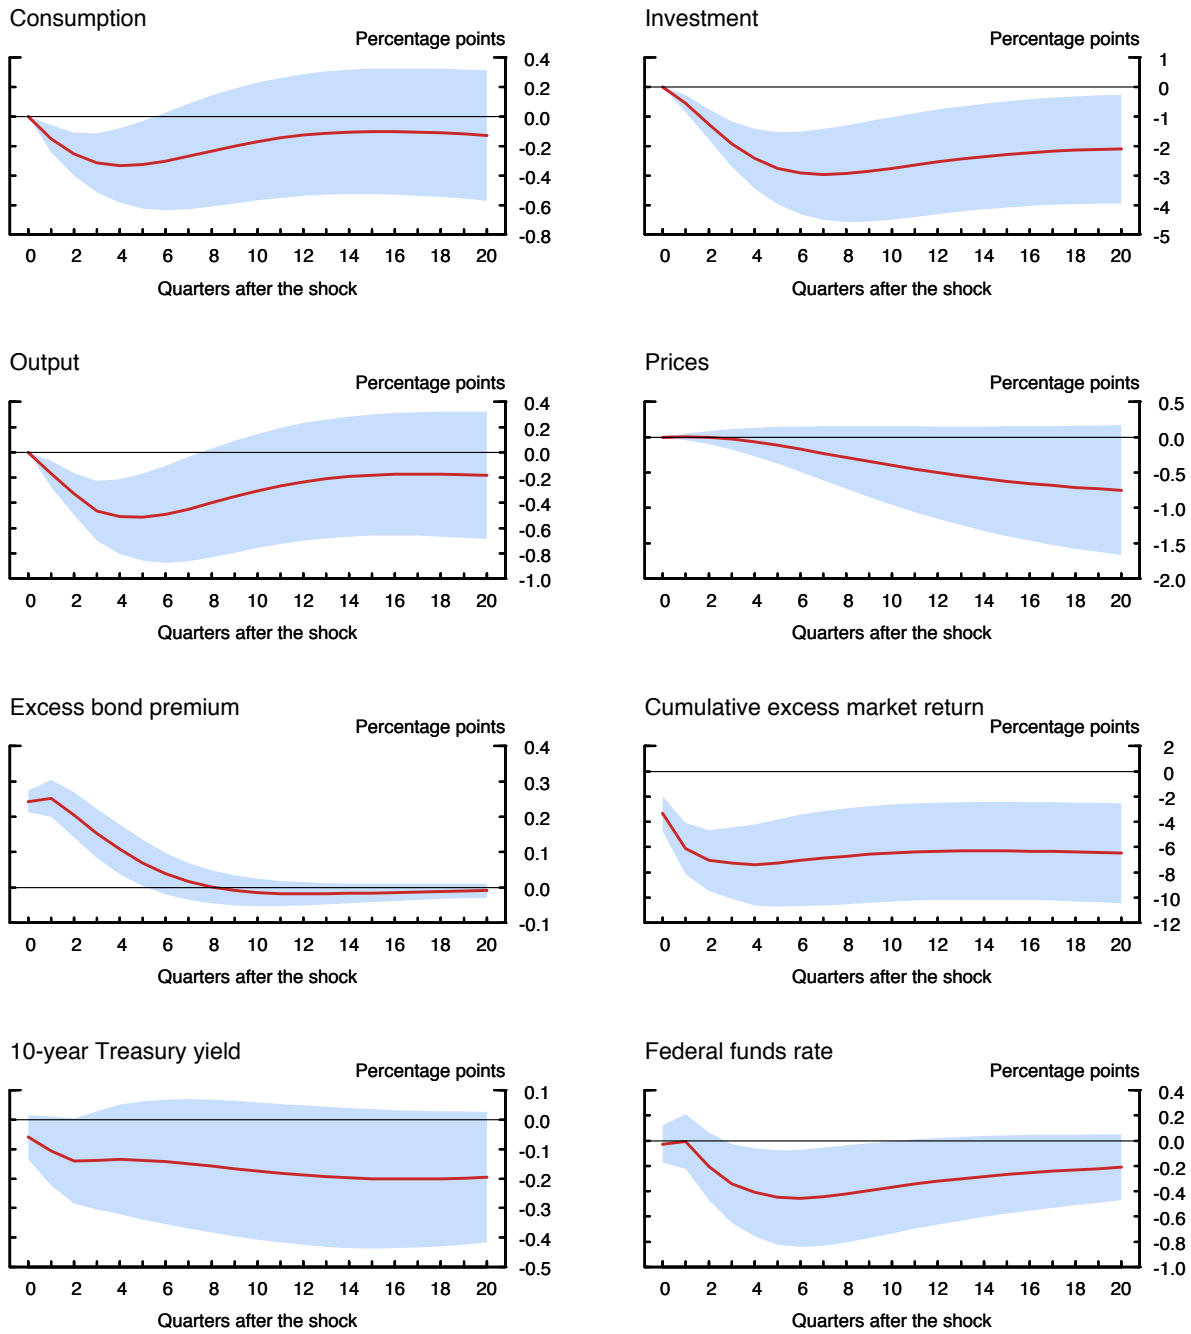 Consumption
Percentage points
0.4
0.2
0.0
-0.2
-0.4
-0.6
-0.8
0 2 4 6 8 10 12 14 16 18 20
Quarters after the shock
Investment
Percentage points
1
0
-1
-2
-3
-4
-5
0 2 4 6 8 10 12 14 16 18 20
Quarters after the shock
Output
Percentage points
0.4
0.2
0.0
-0.2
-0.4
-0.6
-0.8
-1.0
0 2 4 6 8 10 12 14 16 18 20
Quarters after the shock
Prices
Percentage points
0.5
0.0
-0.5
-1.0
-1.5
-2.0
0 2 4 6 8 10 12 14 16 18 20
Quarters after the shock
Excess bond premium
Percentage points
0.4
0.3
0.2
0.1
0.0
-0.1
0 2 4 6 8 10 12 14 16 18 20
Quarters after the shock
Cumulative excess market return
Percentage points
2
0
-2
-4
-6
-8
-10
-12
0 2 4 6 8 10 12 14 16 18 20
Quarters after the shock
10-year Treasury yield
Percentage points
0.1
0.0
-0.1
-0.2
-0.3
-0.4
-0.5
0 2 4 6 8 10 12 14 16 18 20
Quarters after the shock
Federal funds rate
Percentage points
0.4
0.2
0.0
-0.2
-0.4
-0.6
-0.8
-1.0
0 2 4 6 8 10 12 14 16 18 20
Quarters after the shock